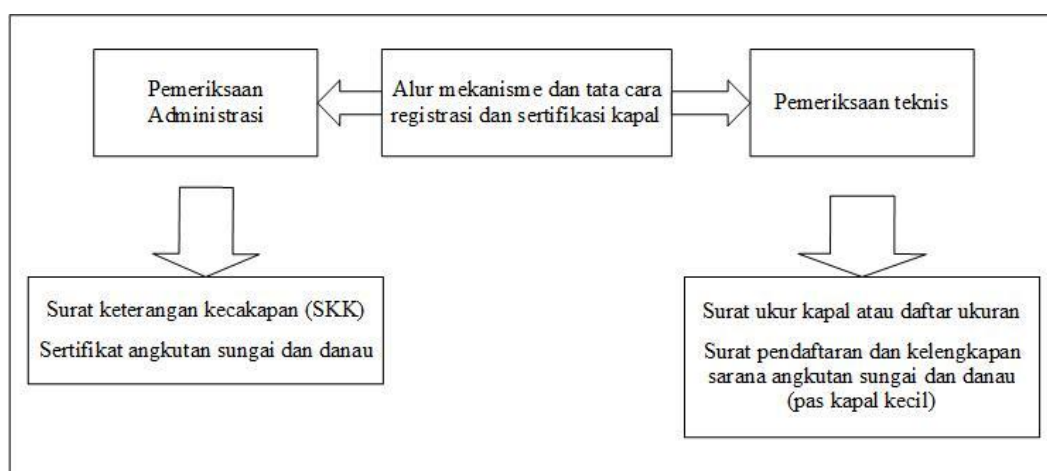 Pemeriksaan
Administrasi
Alur mekanisme dan tata cara
registrasi dan sertifikasi kapal
Pemeriksaan teknis
Surat keterangan kecakapan (SKK)
Sertifikat angkutan sungai dan danau
Surat ukur kapal atau daftar ukuran
Surat pendaftaran dan kelengkapan
sarana angkutan sungai dan danau
(pas kapal kecil)